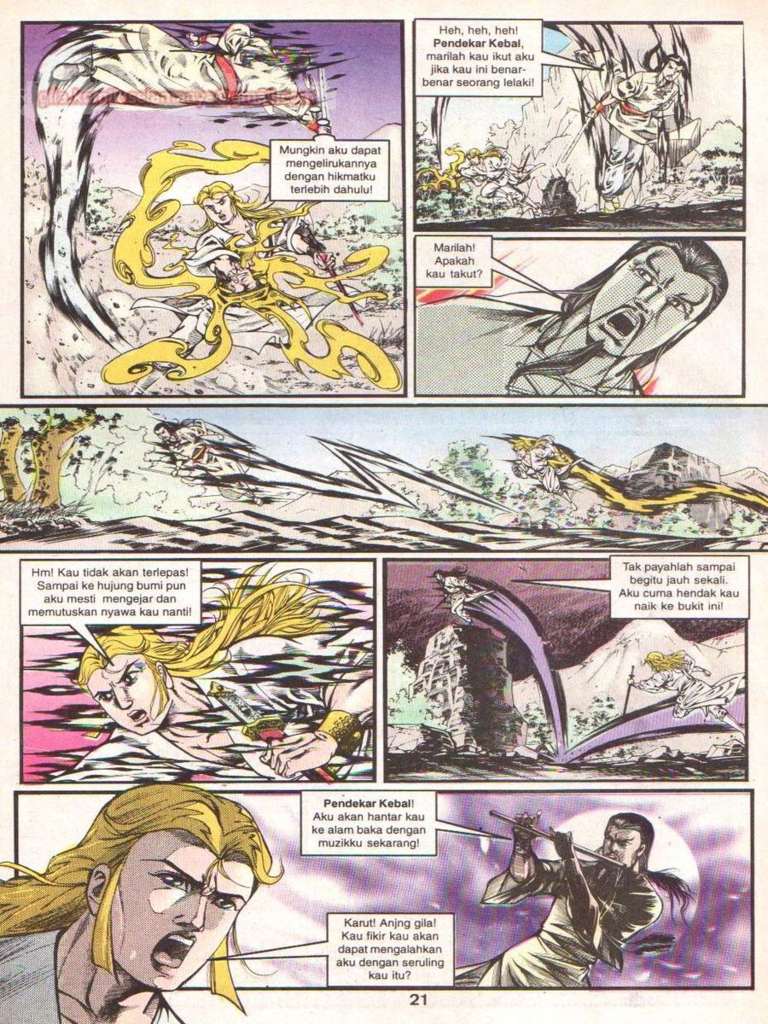 Mungkin aku dapat
mengelirukannya
dengan hikmatku
terlebih dahulu!
Heh, heh, heh!
Pendekar Kebal,
marilah kau ikut aku
jika kau ini benar-
benar seorang lelaki!
Marilah!
Apakah
kau takut?
Hm! Kau tidak akan terlepas!
Sampai ke hujung bumi pun
aku mesti mengejar dan
memutuskan nyawa kau nanti!
Tak payahlah sampai
begitu jauh sekali.
Aku cuma hendak kau
naik ke bukit ini!
Pendekar Kebal!
Aku akan hantar kau
ke alam baka dengan
muzikku sekarang!
Karut! Anjng gila!
Kau fikir kau akan
dapat mengalahkan
aku dengan seruling
kau itu?
21